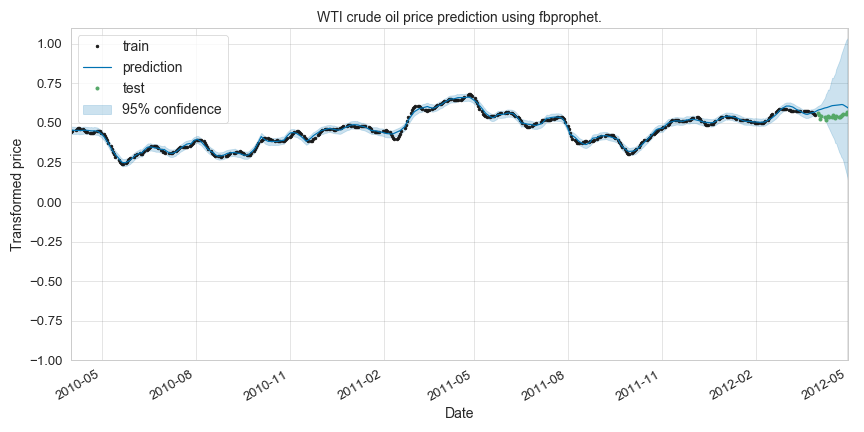 WTI crude oil price prediction using fbprophet.
train
prediction
test
95% confidence
1.00
0.75
0.50
0.25
0.00
−0.25
−0.50
−0.75
−1.00
Transformed price
2010-05
2010-08
2010-11
2011-02
2011-05
2011-08
2011-11
2012-02
2012-05
Date